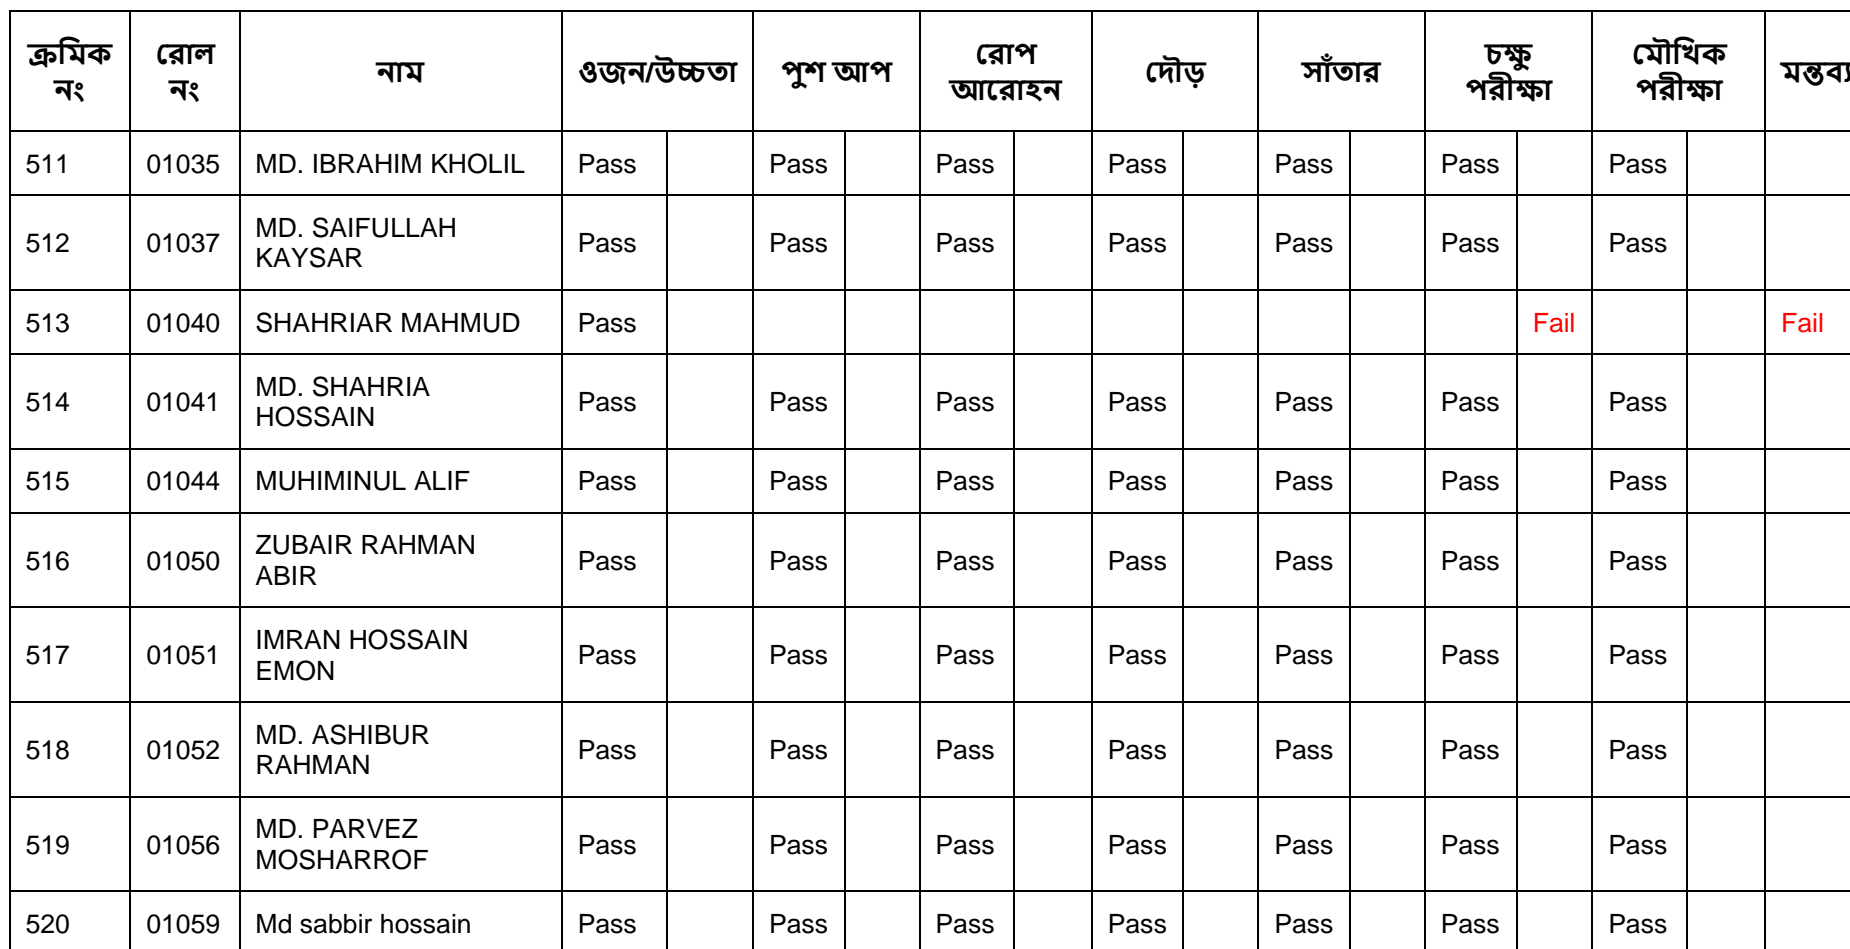 ক্রমিক নং রোল নং নাম ওজন/উচ্চতা পুশ আপ রোপ আরোহন দৌড় সাঁতার চক্ষু পরীক্ষা মৌখিক পরীক্ষা মন্তব্য
511 01035 MD. IBRAHIM KHOLIL Pass Pass Pass Pass Pass Pass Pass
512 01037 MD. SAIFULLAH KAYSAR Pass Pass Pass Pass Pass Pass Pass
513 01040 SHAHRIAR MAHMUD Pass Fail Fail
514 01041 MD. SHAHRIA HOSSAIN Pass Pass Pass Pass Pass Pass Pass
515 01044 MUHIMINUL ALIF Pass Pass Pass Pass Pass Pass Pass
516 01050 ZUBAIR RAHMAN ABIR Pass Pass Pass Pass Pass Pass Pass
517 01051 IMRAN HOSSAIN EMON Pass Pass Pass Pass Pass Pass Pass
518 01052 MD. ASHIBUR RAHMAN Pass Pass Pass Pass Pass Pass Pass
519 01056 MD. PARVEZ MOSHARROF Pass Pass Pass Pass Pass Pass Pass
520 01059 Md sabbir hossain Pass Pass Pass Pass Pass Pass Pass